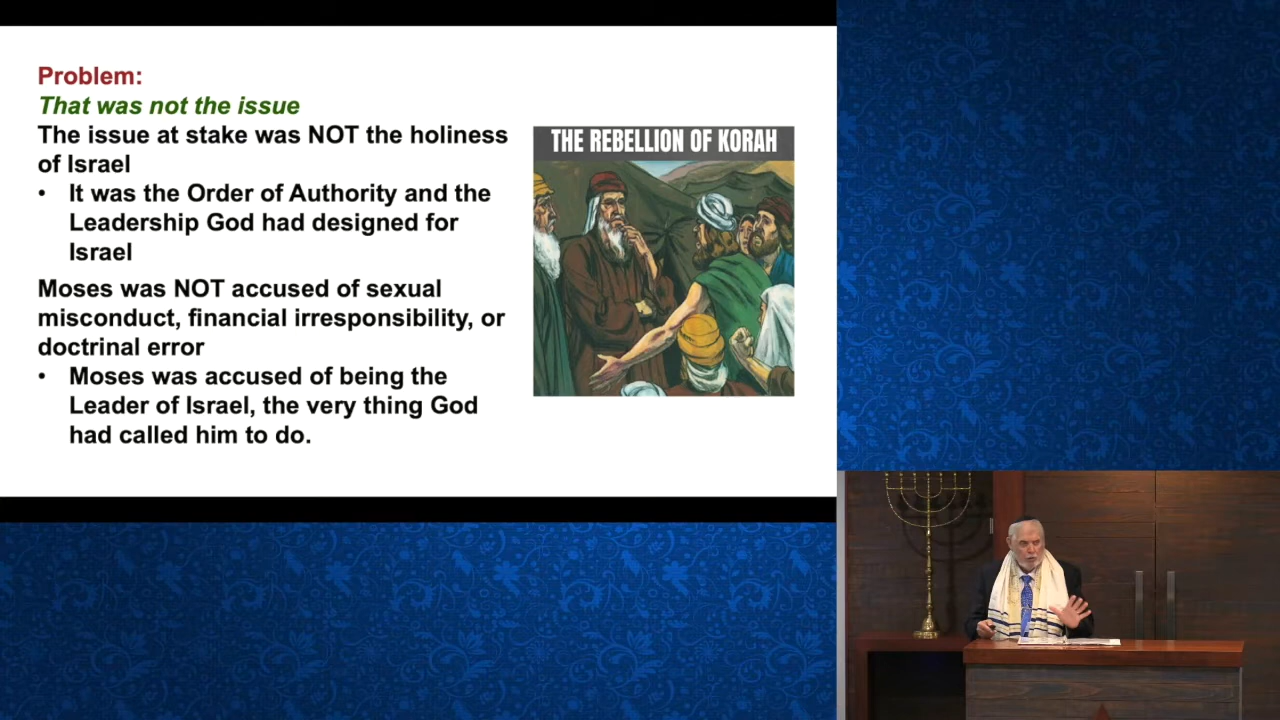 Problem:
That was not the issue
The issue at stake was NOT the holiness
of Israel
• It was the Order of Authority and the
Leadership God had designed for
Israel
Moses was NOT accused of sexual
misconduct, financial irresponsibility, or
doctrinal error
• Moses was accused of being the
Leader of Israel, the very thing God
had called him to do.
THE REBELLION OF KORAH